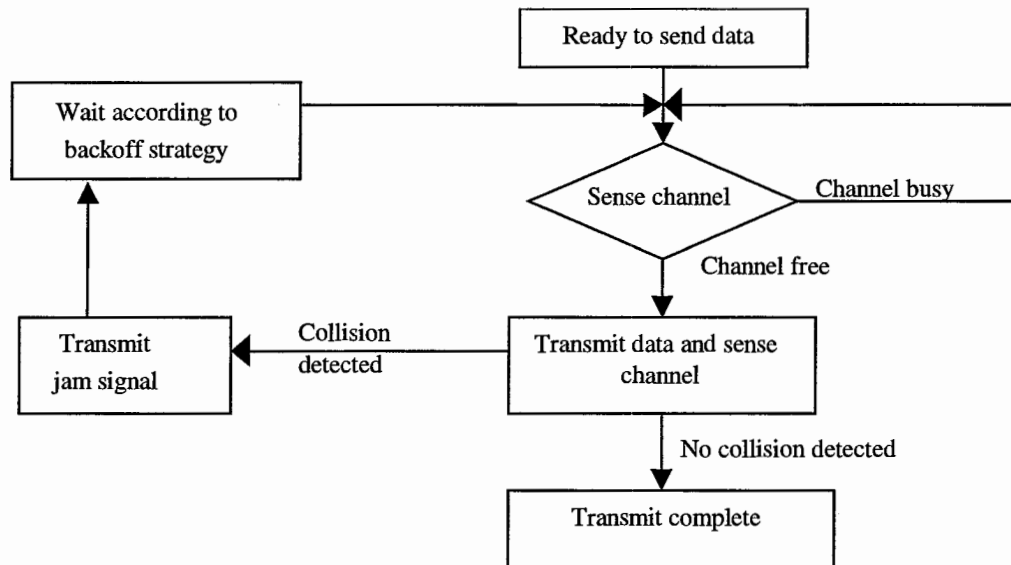 Ready to send data
Wait according to
backoff strategy
Sense channel
Channel busy
Channel free
Transmit
jam signal
Collision
detected
Transmit data and sense
channel
No collision detected
Transmit complete